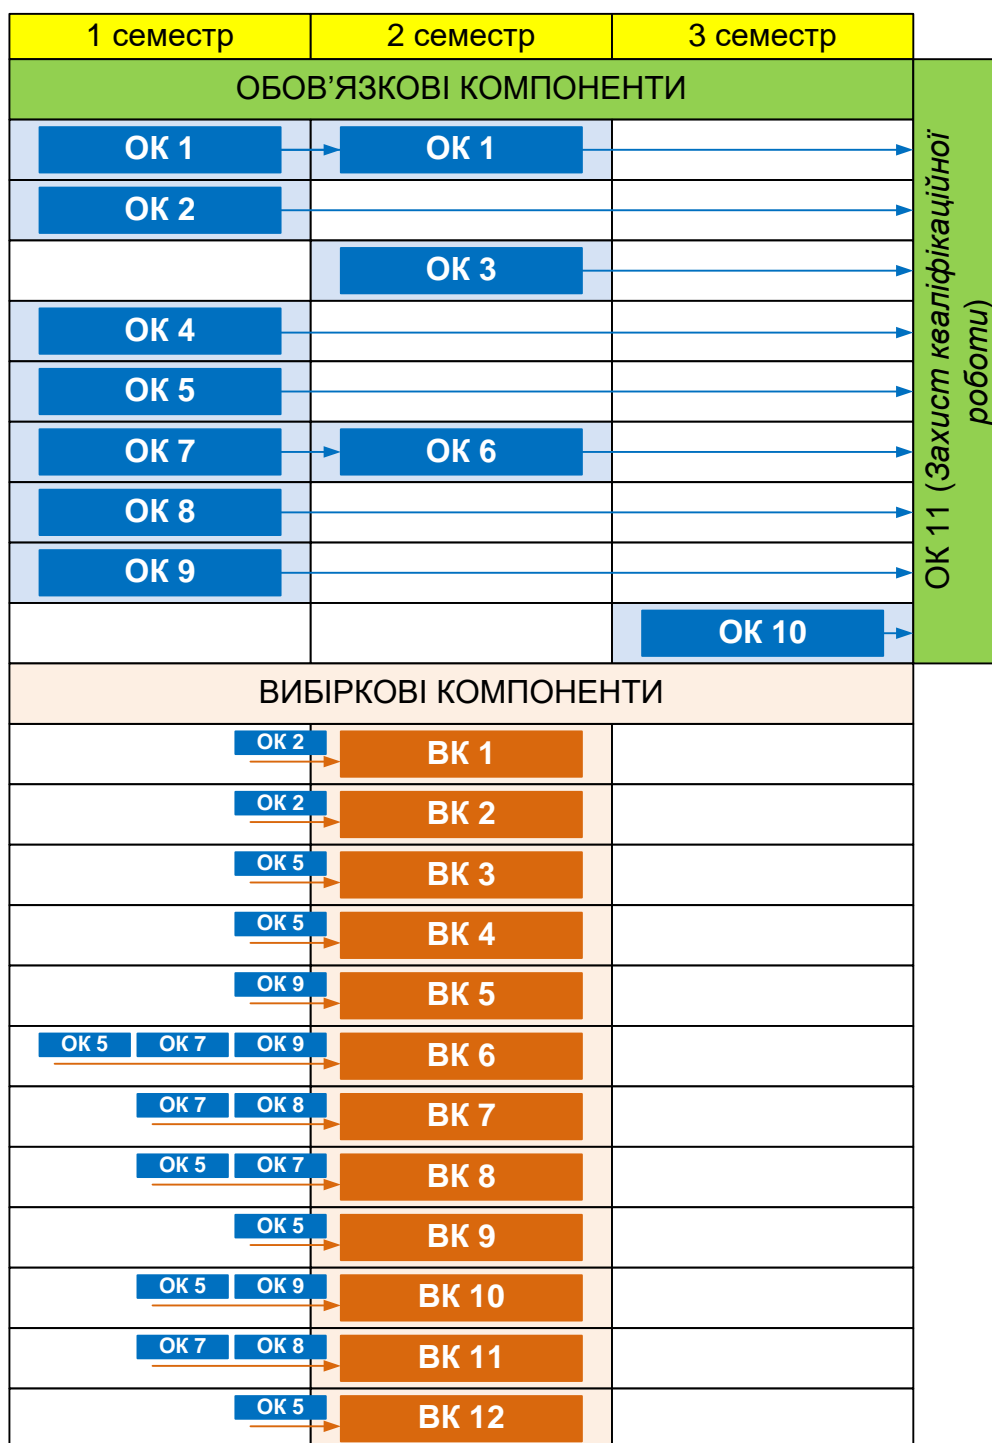 1 семестр 2 семестр 3 семестр
ОБОВ’ЯЗКОВІ КОМПОНЕНТИ
ОК 1 ОК 1
ОК 2
ОК 3
ОК 4
ОК 5
ОК 7 ОК 6
ОК 8
ОК 9
ОК 10
ОК 11 (Захист кваліфікаційної
роботи)
ВИБІРКОВІ КОМПОНЕНТИ
ОК 2 ВК 1
ОК 2 ВК 2
ОК 5 ВК 3
ОК 5 ВК 4
ОК 9 ВК 5
ОК 5 ОК 7 ОК 9 ВК 6
ОК 7 ОК 8 ВК 7
ОК 5 ОК 7 ВК 8
ОК 5 ВК 9
ОК 5 ОК 9 ВК 10
ОК 7 ОК 8 ВК 11
ОК 5 ВК 12